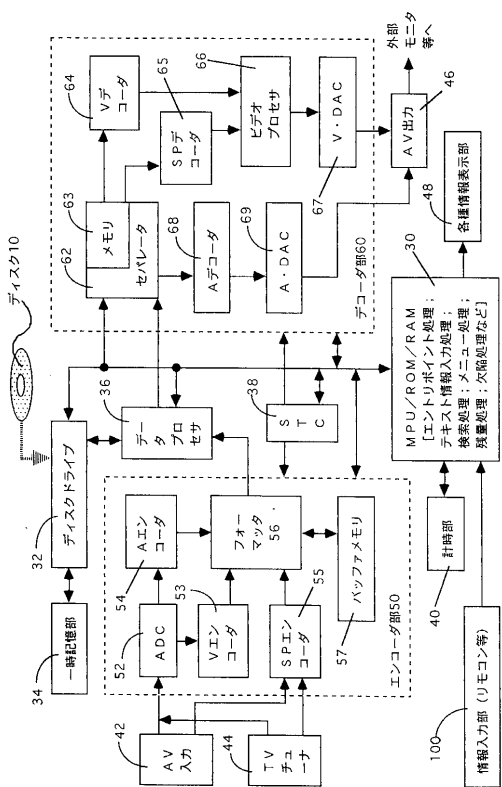 ディスク10
34
一時記憶部
32
ディスクドライブ
36
データ
プロセサ
62
63
メモリ
セパレータ
64
Vデ
コーダ
65
SPデ
コーダ
66
ビデオ
プロセサ
68
Aデコーダ
69
A・DAC
67
V・DAC
デコーダ部60
46
AV出力
外部
モニタ
等へ
42
AV
入力
44
TV
チュー
ナ
52
ADC
54
Aエン
コーダ
53
Vエン
コーダ
55
SPエン
コーダ
フォー
マッタ
56
57
バッファメモリ
エンコーダ部50
38
STC
40
計時部
100
情報入力部(リモコン等)
30
MPU/ROM/RAM
[エントリポイント処理;
テキスト情報入力処理;
検索処理;メニュー処理;
残量処理;欠陥処理など]
48
各種情報表示部